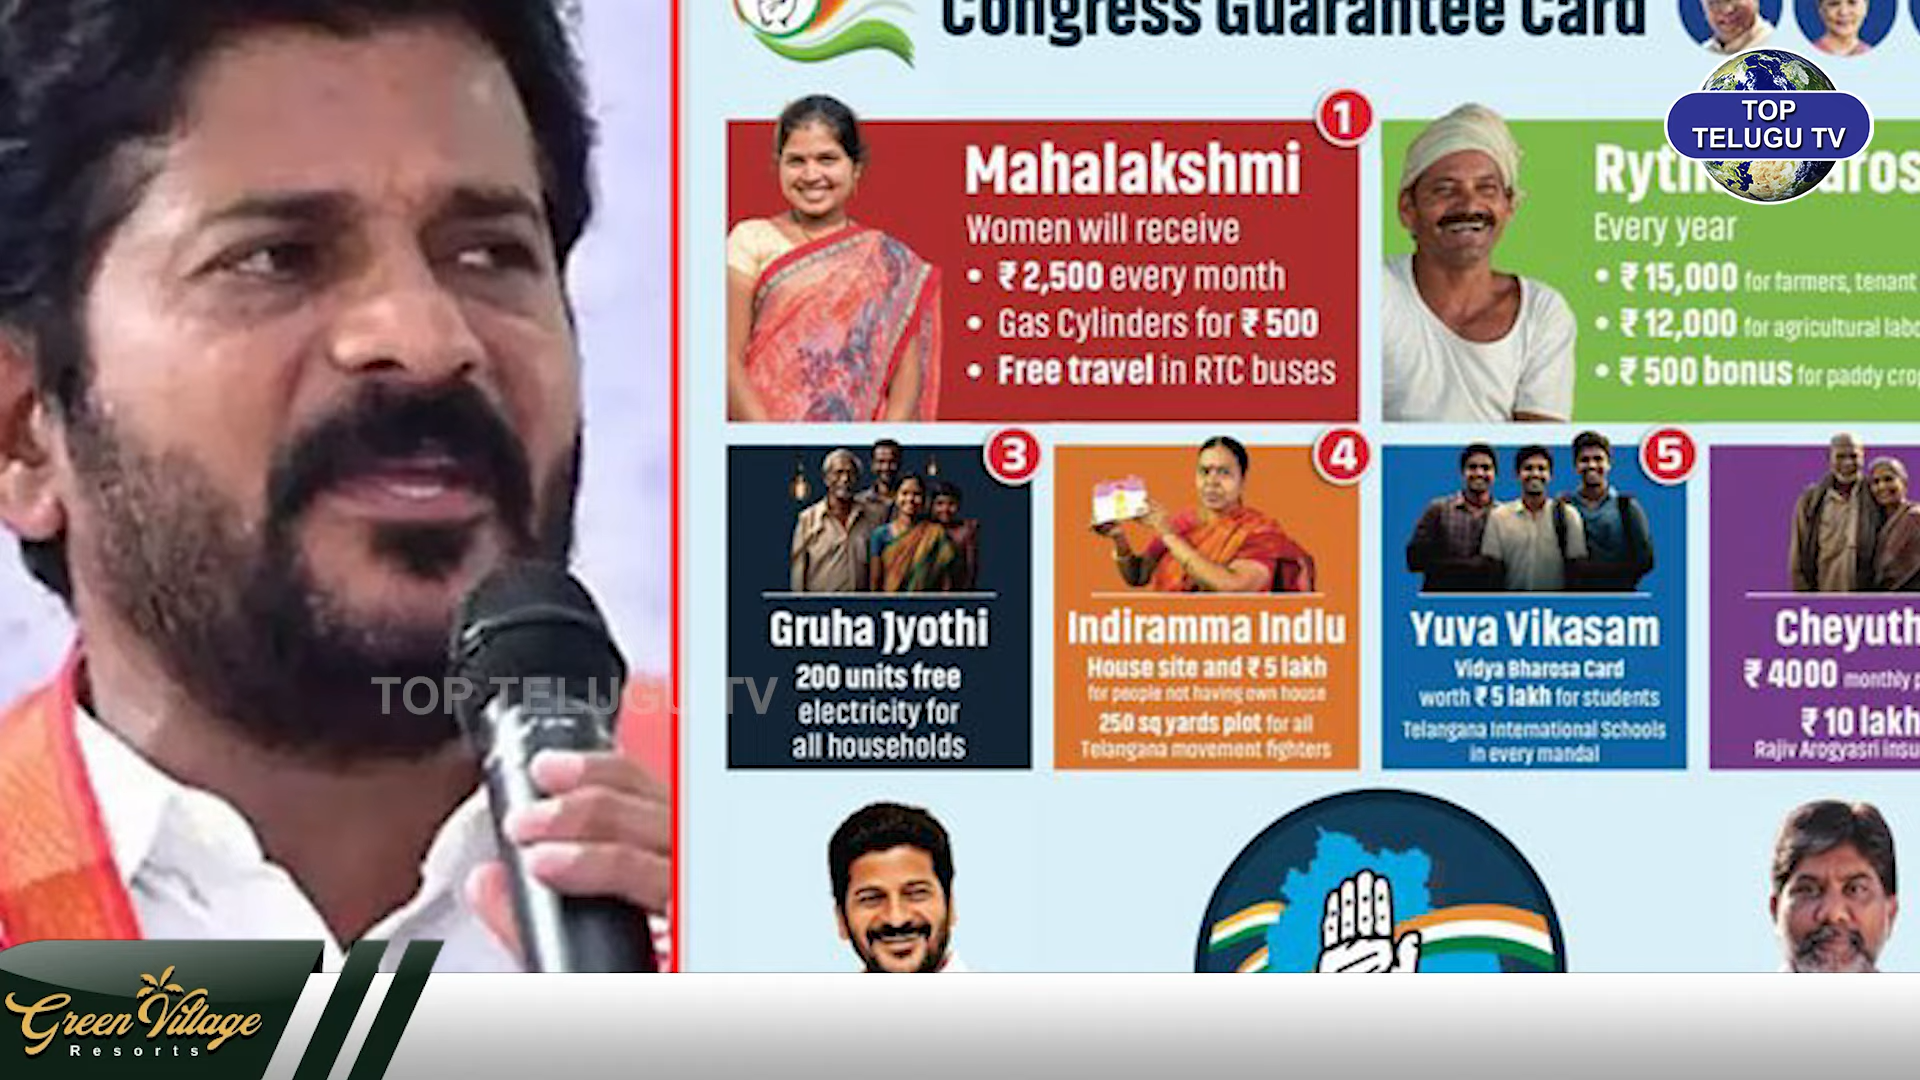 Congress Guarantee Card
TOP
TELUGU TV
1
Mahalakshmi
Women will receive
• ₹ 2,500 every month
• Gas Cylinders for ₹ 500
• Free travel in RTC buses
Every year
• ₹ 15,000 for farmers, tenant
• ₹ 12,000 for agricultural
• ₹ 500 bonus for paddy
3
Gruha Jyothi
200 units free
electricity for
all households
4
Indiramma Indlu
House site and ₹ 5 lakh
for people not having own house
250 sq yards plot for all
Telangana movement fighters
5
Yuva Vikasam
Vidya Bharosa Card
worth ₹ 5 lakh for students
Telangana International Schools
in every mandal
Cheyuth
₹ 4000 monthly
₹ 10 lakh
Rajiv Arogyasri
TOP TELUGU TV
Green Village
Resorts